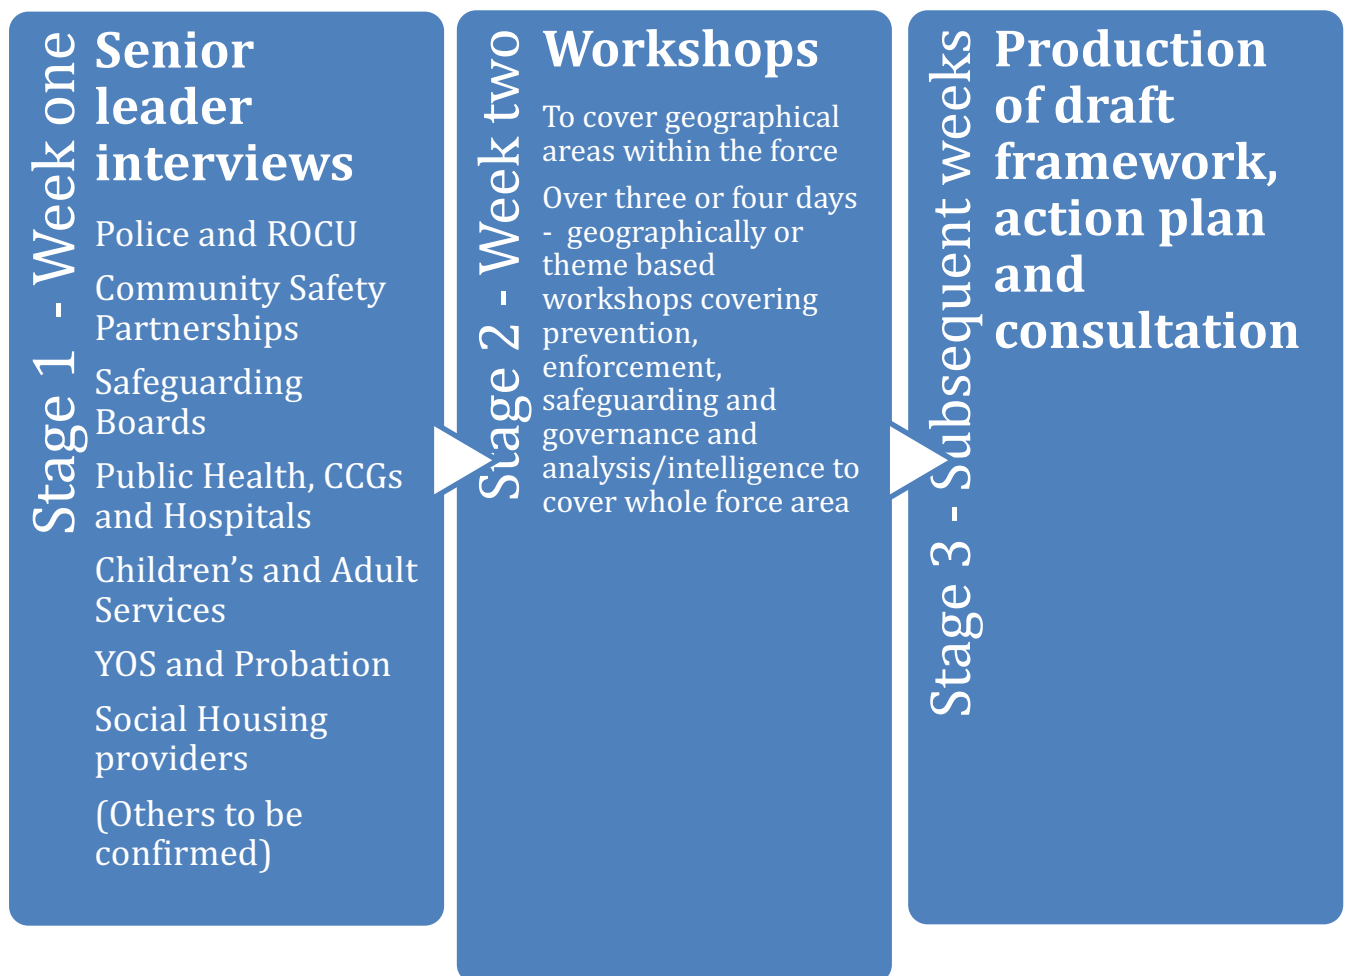 Stage 1 - Week one
Senior
leader
interviews
Police and ROCU
Community Safety
Partnerships
Safeguarding
Boards
Public Health, CCGs
and Hospitals
Children’s and Adult
Services
YOS and Probation
Social Housing
providers
(Others to be
confirmed)
Stage 2 - Week two
Workshops
To cover geographical
areas within the force
Over three or four days
- geographically or
theme based
workshops covering
prevention,
enforcement,
safeguarding and
governance and
analysis/intelligence to
cover whole force area
Stage 3 - Subsequent weeks
Production
of draft
framework,
action plan
and
consultation